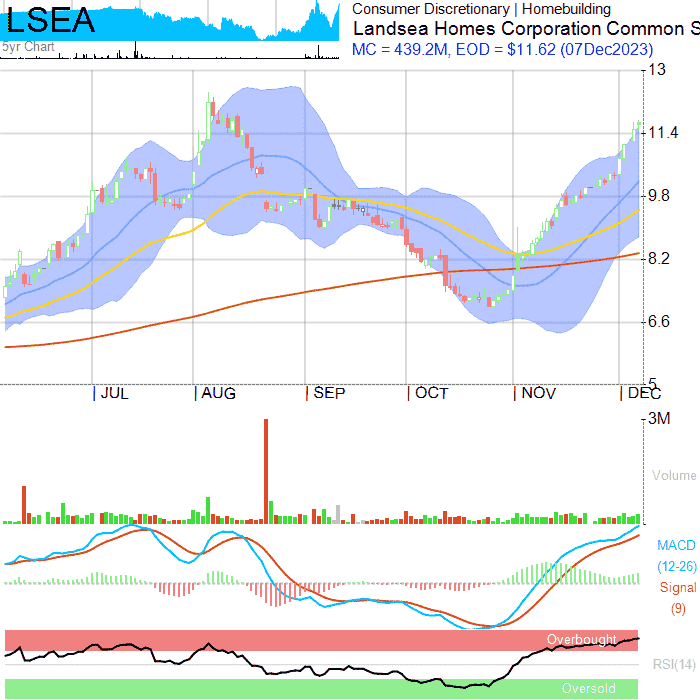 LSEA
5yr Chart
Consumer Discretionary | Homebuilding
Landsea Homes Corporation Common S
MC = 439.2M, EOD = $11.62 (07Dec2023)
13
11.4
9.8
8.2
6.6
5
JUL AUG SEP OCT NOV DEC
3M
Volume
MACD
(12-26)
Signal
(9)
Overbought
RSI(14)
Oversold